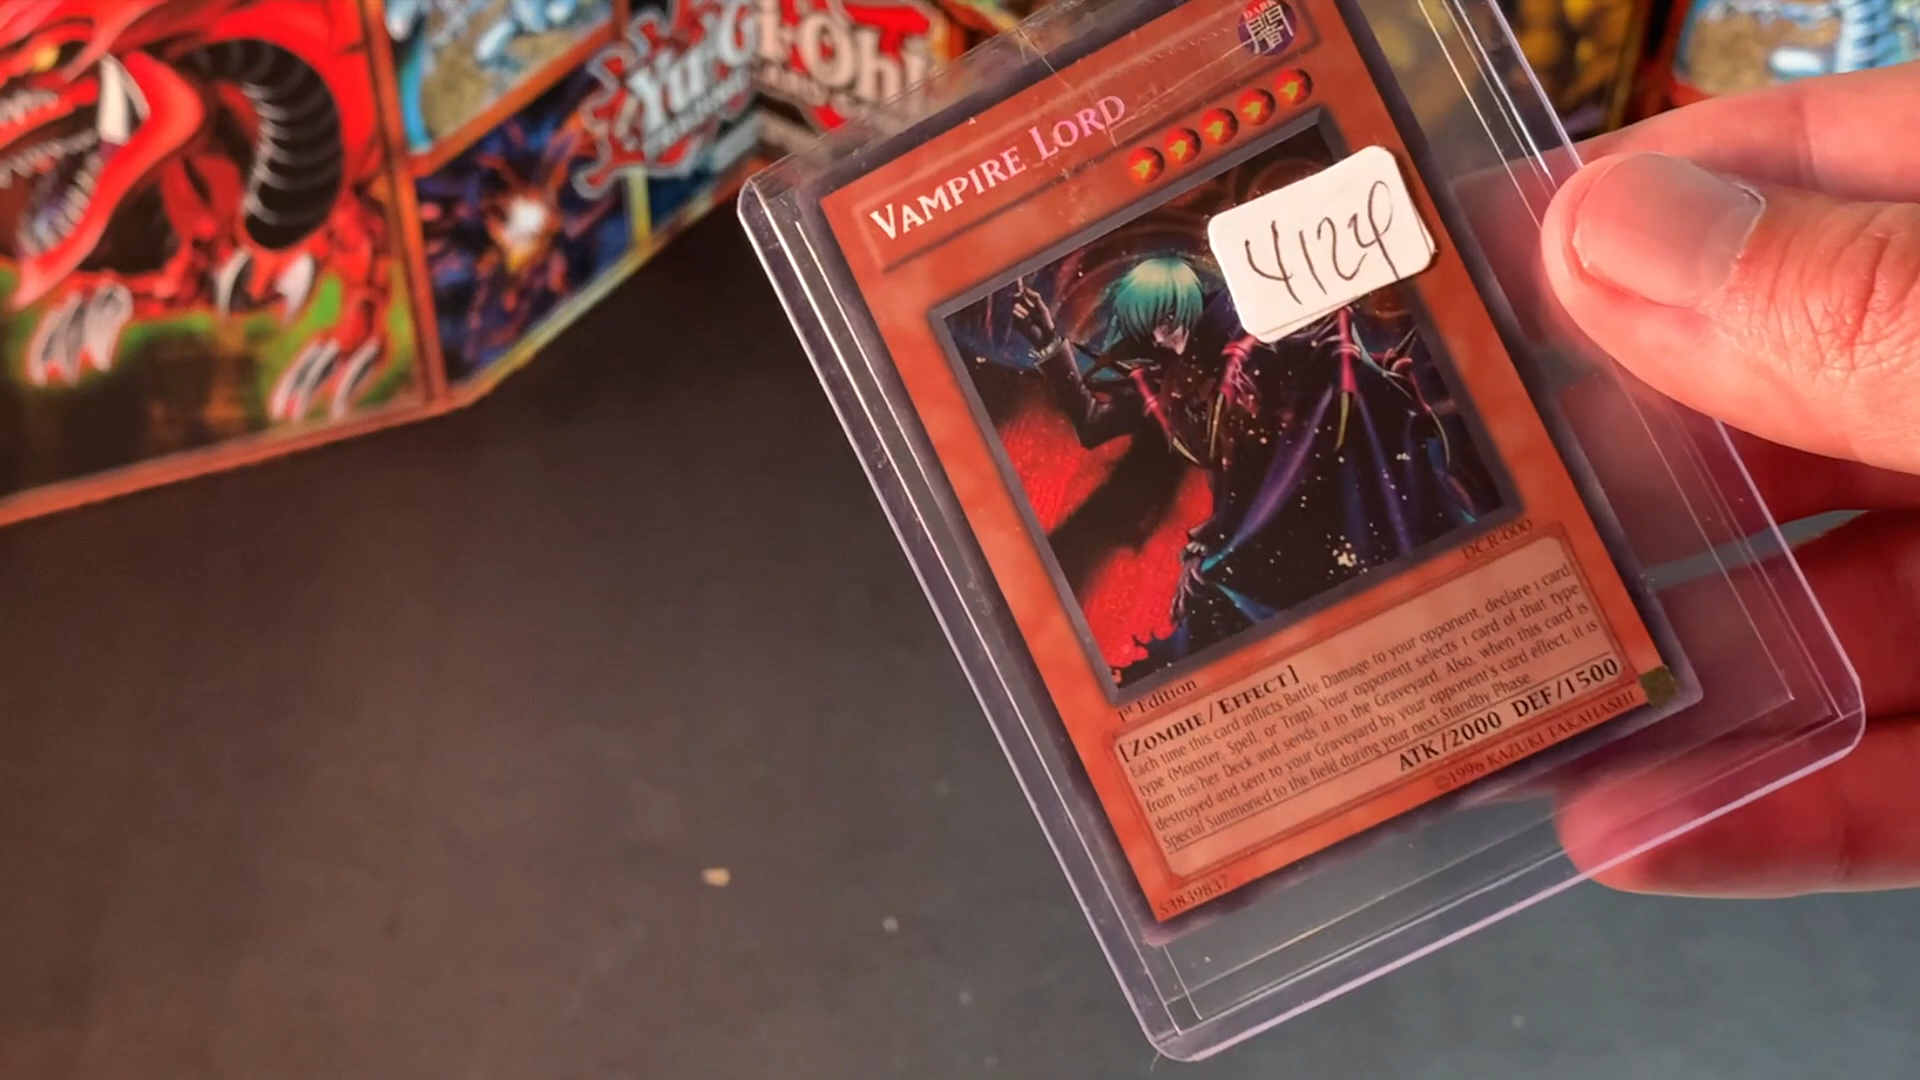 Yu-Gi-Oh!
DARK
闇
VAMPIRE LORD
4124
DCR-000
1st Edition
[ZOMBIE/EFFECT]
Each time this card inflicts Battle Damage to your opponent, declare 1 card
type (Monster, Spell, or Trap). Your opponent selects 1 card of that type
from his/her Deck and sends it to the Graveyard. Also, when this card is
destroyed and sent to your Graveyard by your opponent's card effect, it is
Special Summoned to the field during your next Standby Phase.
ATK/2000 DEF/1500
53839837
©1996 KAZUKI TAKAHASHI